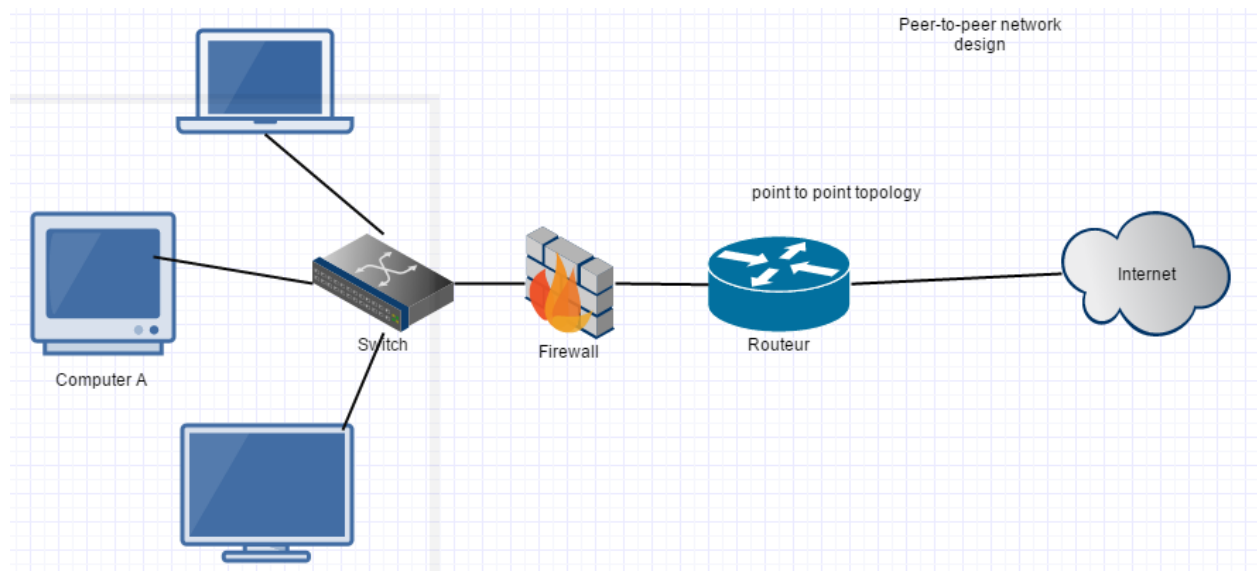 Peer-to-peer network
design
point to point topology
Internet
Switch
Firewall
Routeur
Computer A